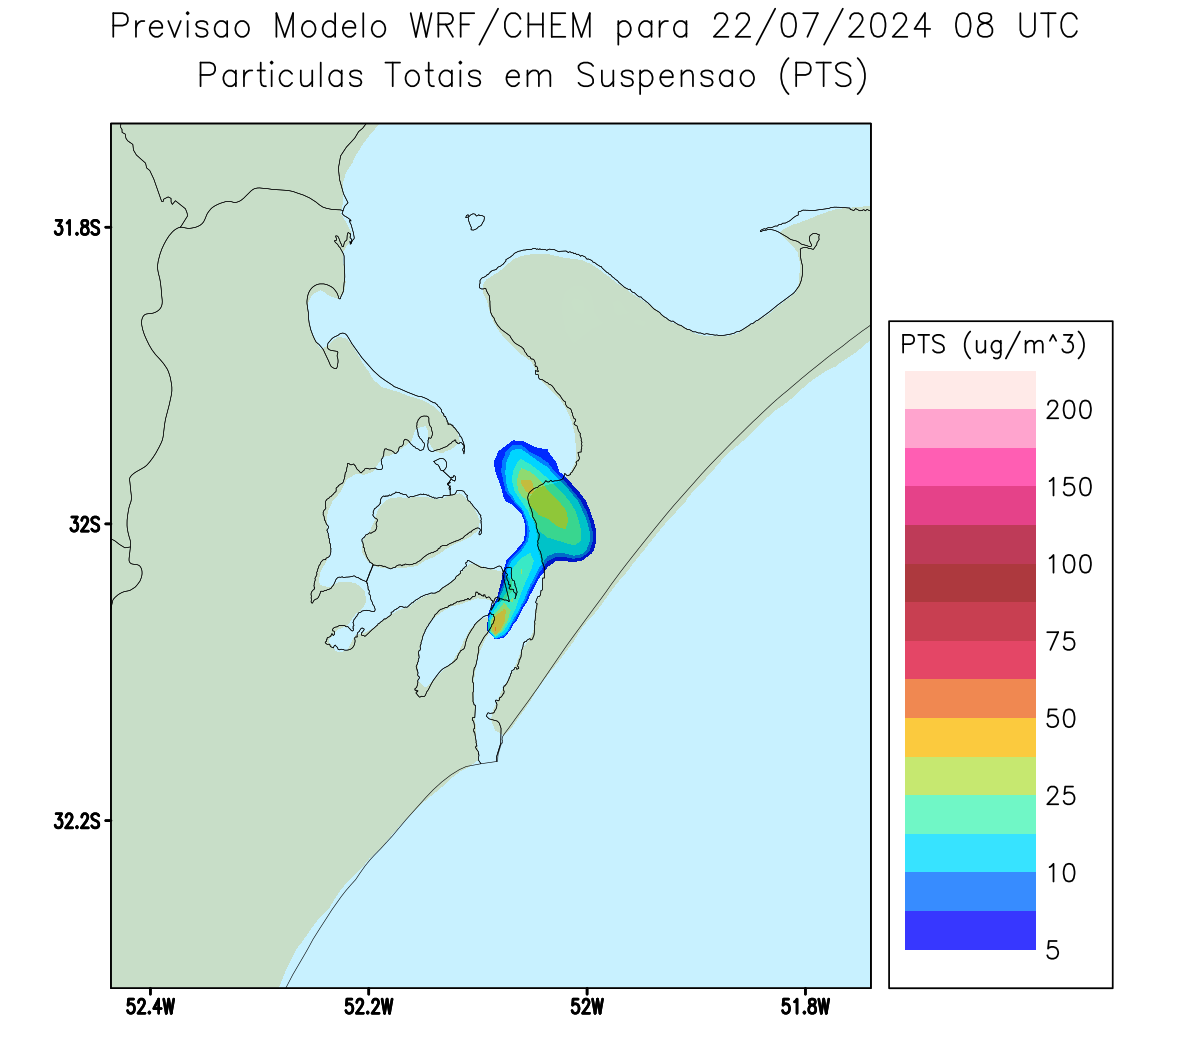 Previsao Modelo WRF/CHEM para 22/07/2024 08 UTC
Particulas Totais em Suspensao (PTS)
31.8S
32S
32.2S
52.4W 52.2W 52W 51.8W
PTS (ug/m^3)
200
150
100
75
50
25
10
5